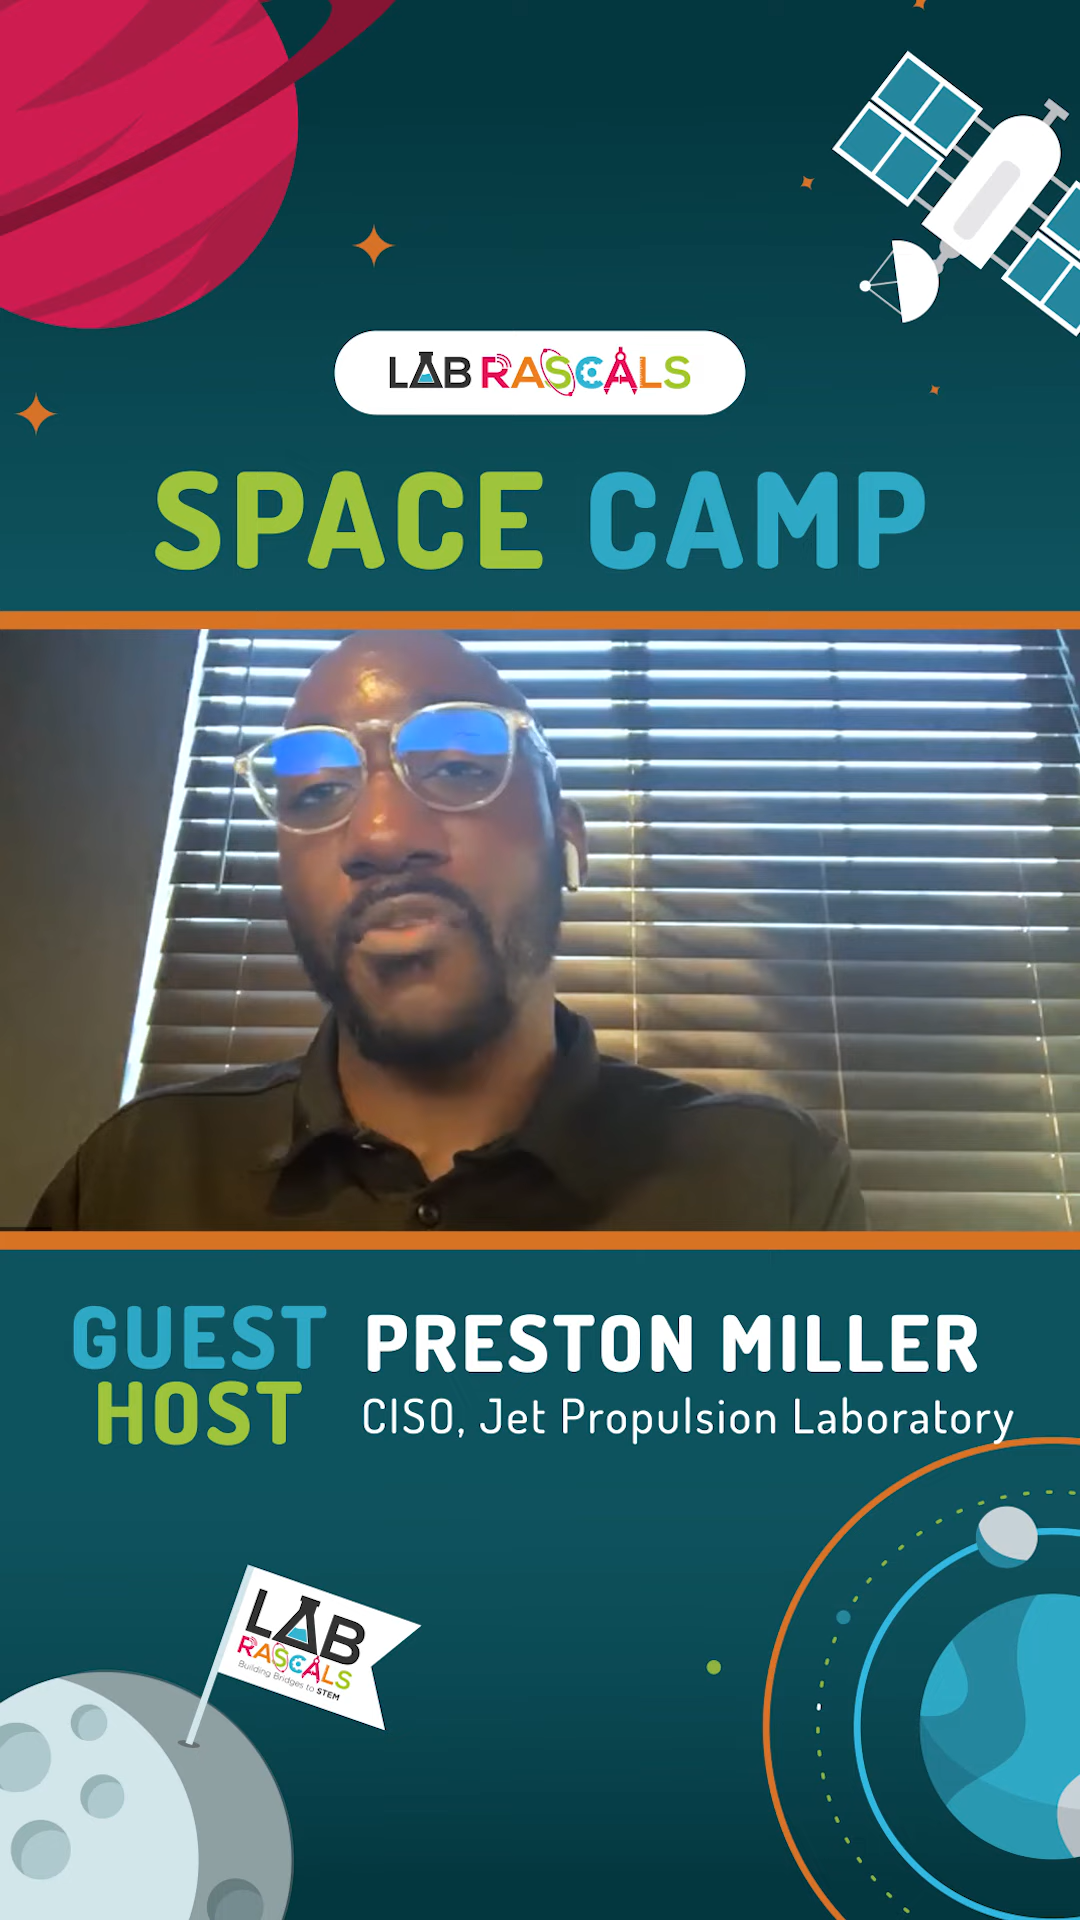 LAB RASCALS
SPACE CAMP
GUEST
HOST
PRESTON MILLER
CISO, Jet Propulsion Laboratory
LAB
RASCALS
Building Bridges to STEM